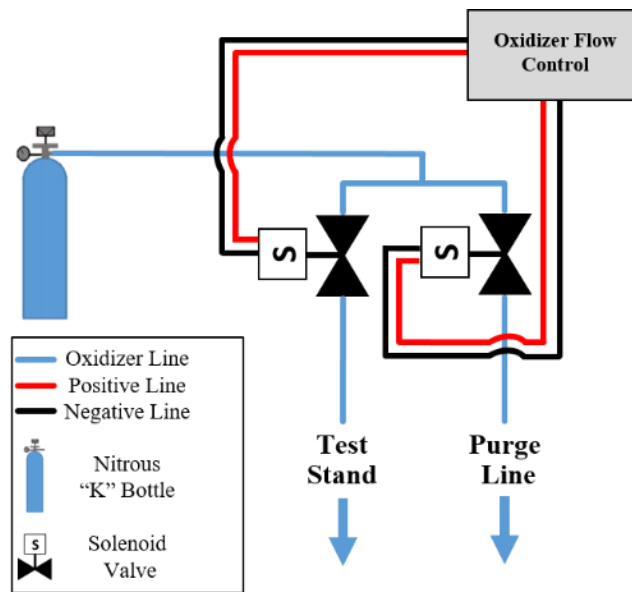 Oxidizer Flow
Control
S
S
Oxidizer Line
Positive Line
Negative Line
Nitrous
“K” Bottle
S
Solenoid
Valve
Test
Stand
Purge
Line